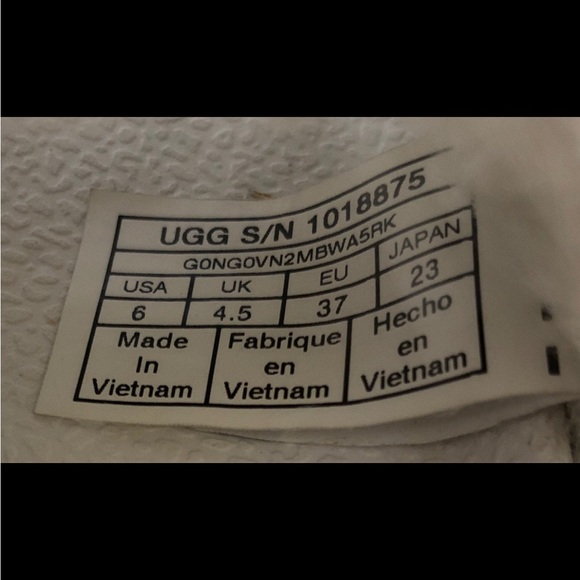 UGG S/N 1018875
GONGOVN2MBWA5RK
USA UK EU JAPAN
6 4.5 37 23
Made Fabrique Hecho
In en en
Vietnam Vietnam Vietnam